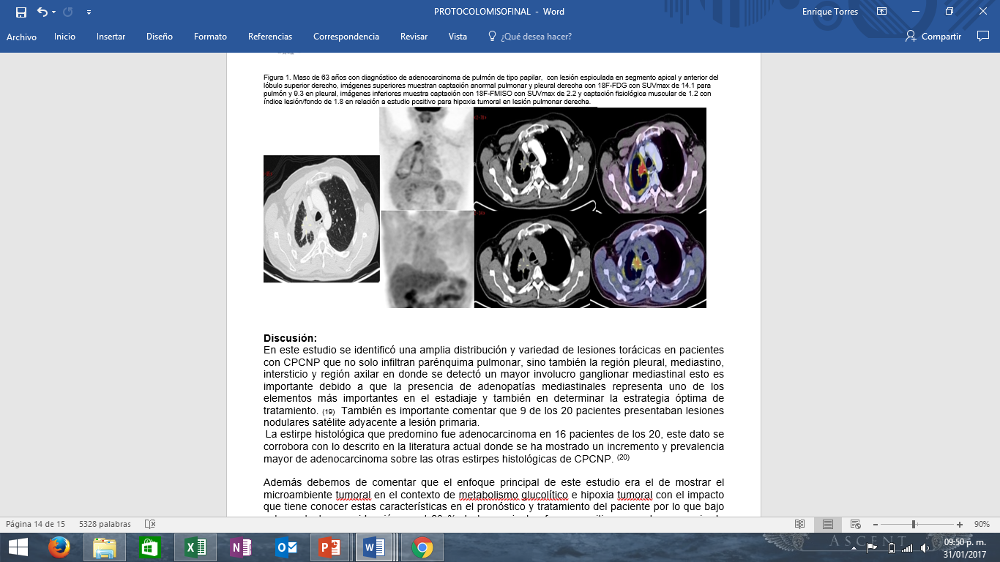 PROTOCOLOMISOFINAL - Word
Enrique Torres
Archivo Inicio Insertar Diseño Formato Referencias Correspondencia Revisar Vista ¿Qué desea hacer? Compartir
Figura 1. Masc de 63 años con diagnóstico de adenocarcinoma de pulmón de tipo papilar, con lesión espiculada en segmento apical y anterior del
lóbulo superior derecho, imágenes superiores muestran captación anormal pulmonar y pleural derecha con 18F-FDG con SUVmax de 14.1 para
pulmón y 9.3 en pleural, imágenes inferiores muestra captación con 18F-FMISO con SUVmax de 2.2 y captación fisiológica muscular de 1.2 con
índice lesión/fondo de 1.8 en relación a estudio positivo para hipoxia tumoral en lesión pulmonar derecha.
Discusión:
En este estudio se identificó una amplia distribución y variedad de lesiones torácicas en pacientes
con CPCNP que no solo infiltran parénquima pulmonar, sino también la región pleural, mediastino,
intersticio y región axilar en donde se detectó un mayor involucro ganglionar mediastinal esto es
importante debido a que la presencia de adenopatías mediastinales representa uno de los
elementos más importantes en el estadiaje y también en determinar la estrategia óptima de
tratamiento. (19) También es importante comentar que 9 de los 20 pacientes presentaban lesiones
nodulares satélite adyacente a lesión primaria.
La estirpe histológica que predomino fue adenocarcinoma en 16 pacientes de los 20, este dato se
corrobora con lo descrito en la literatura actual donde se ha mostrado un incremento y prevalencia
mayor de adenocarcinoma sobre las otras estirpes histológicas de CPCNP. (20)
Además debemos de comentar que el enfoque principal de este estudio era el de mostrar el
microambiente tumoral en el contexto de metabolismo glucolítico e hipoxia tumoral con el impacto
que tiene conocer estas características en el pronóstico y tratamiento del paciente por lo que bajo
Página 14 de 15 5328 palabras 90%
ASCENT
09:50 p. m.
31/01/2017